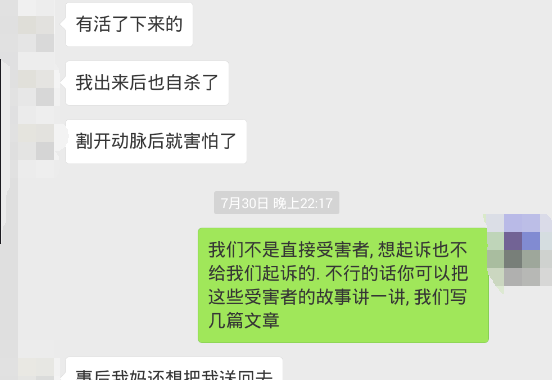 有活了下来的
我出来后也自杀了
割开动脉后就害怕了
7月30日 晚上22:17
我们不是直接受害者, 想起诉也不
给我们起诉的. 不行的话你可以把
这些受害者的故事讲一讲, 我们写
几篇文章
事后我妈还想把我送回去